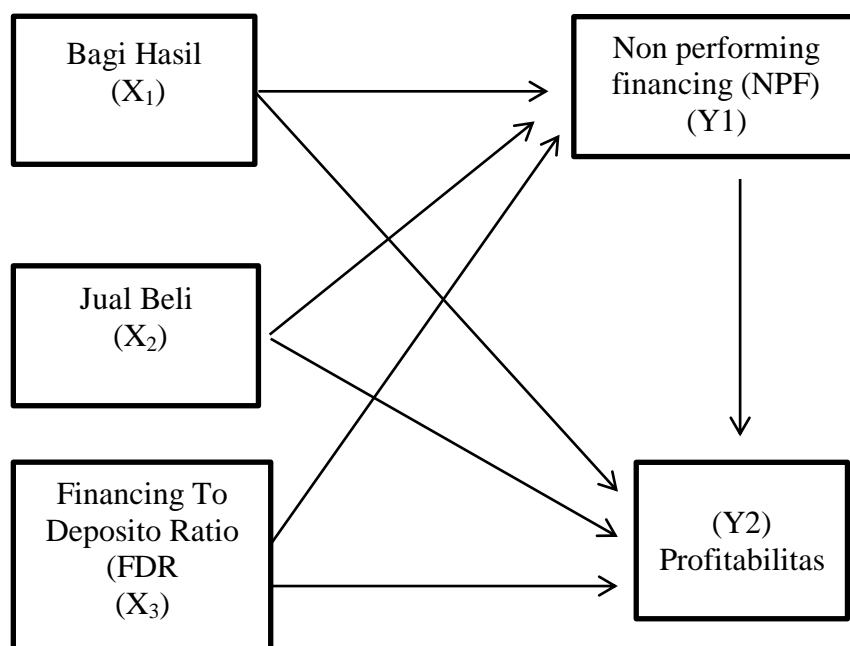 Bagi Hasil
(X₁)
Non performing
financing (NPF)
(Y1)
Jual Beli
(X₂)
Financing To
Deposito Ratio
(FDR
(X₃)
(Y2)
Profitabilitas